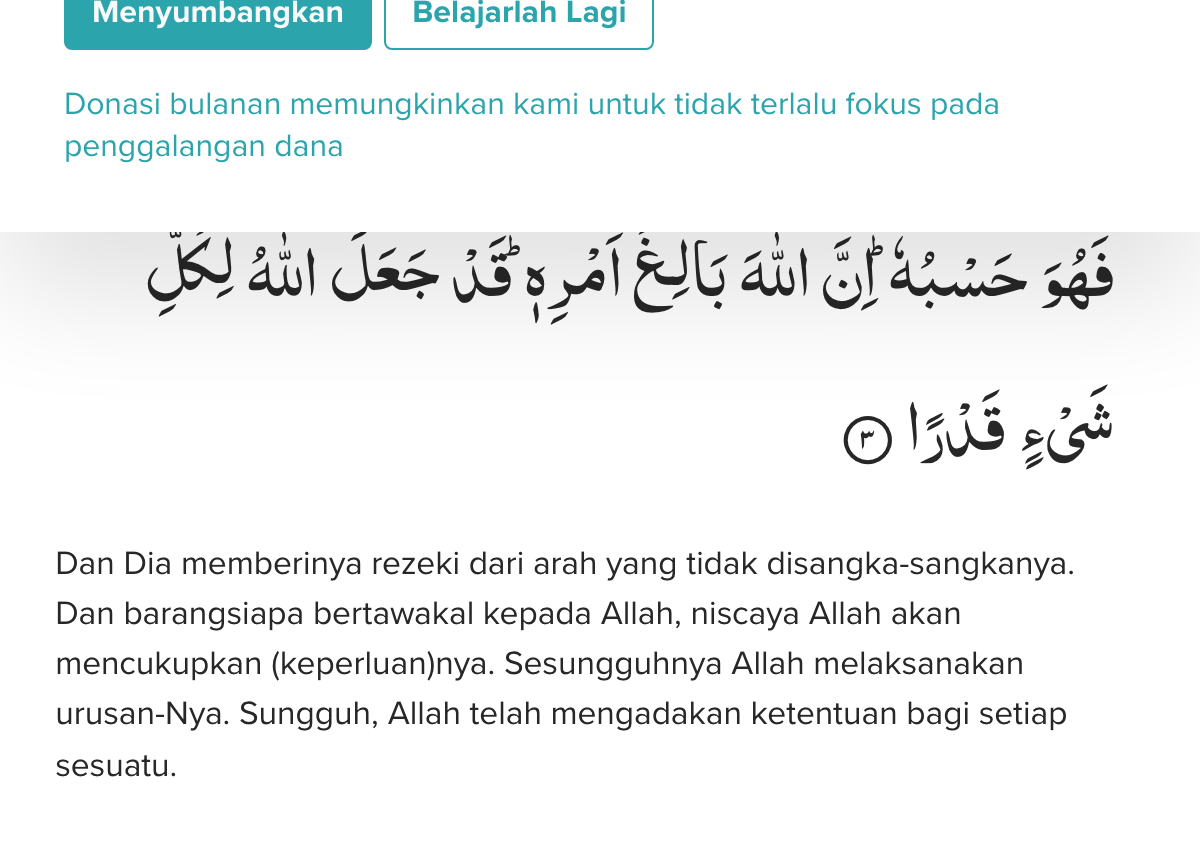 Menyumbangkan
Belajarlah Lagi
Donasi bulanan memungkinkan kami untuk tidak terlalu fokus pada
penggalangan dana
فَهُوَ حَسْبُهٗ ۗاِنَّ اللّٰهَ بَالِغُ اَمْرِهٖۗ قَدْ جَعَلَ اللّٰهُ لِكُلِّ
شَيْءٍ قَدْرًا ٣
Dan Dia memberinya rezeki dari arah yang tidak disangka-sangkanya.
Dan barangsiapa bertawakal kepada Allah, niscaya Allah akan
mencukupkan (keperluan)nya. Sesungguhnya Allah melaksanakan
urusan-Nya. Sungguh, Allah telah mengadakan ketentuan bagi setiap
sesuatu.